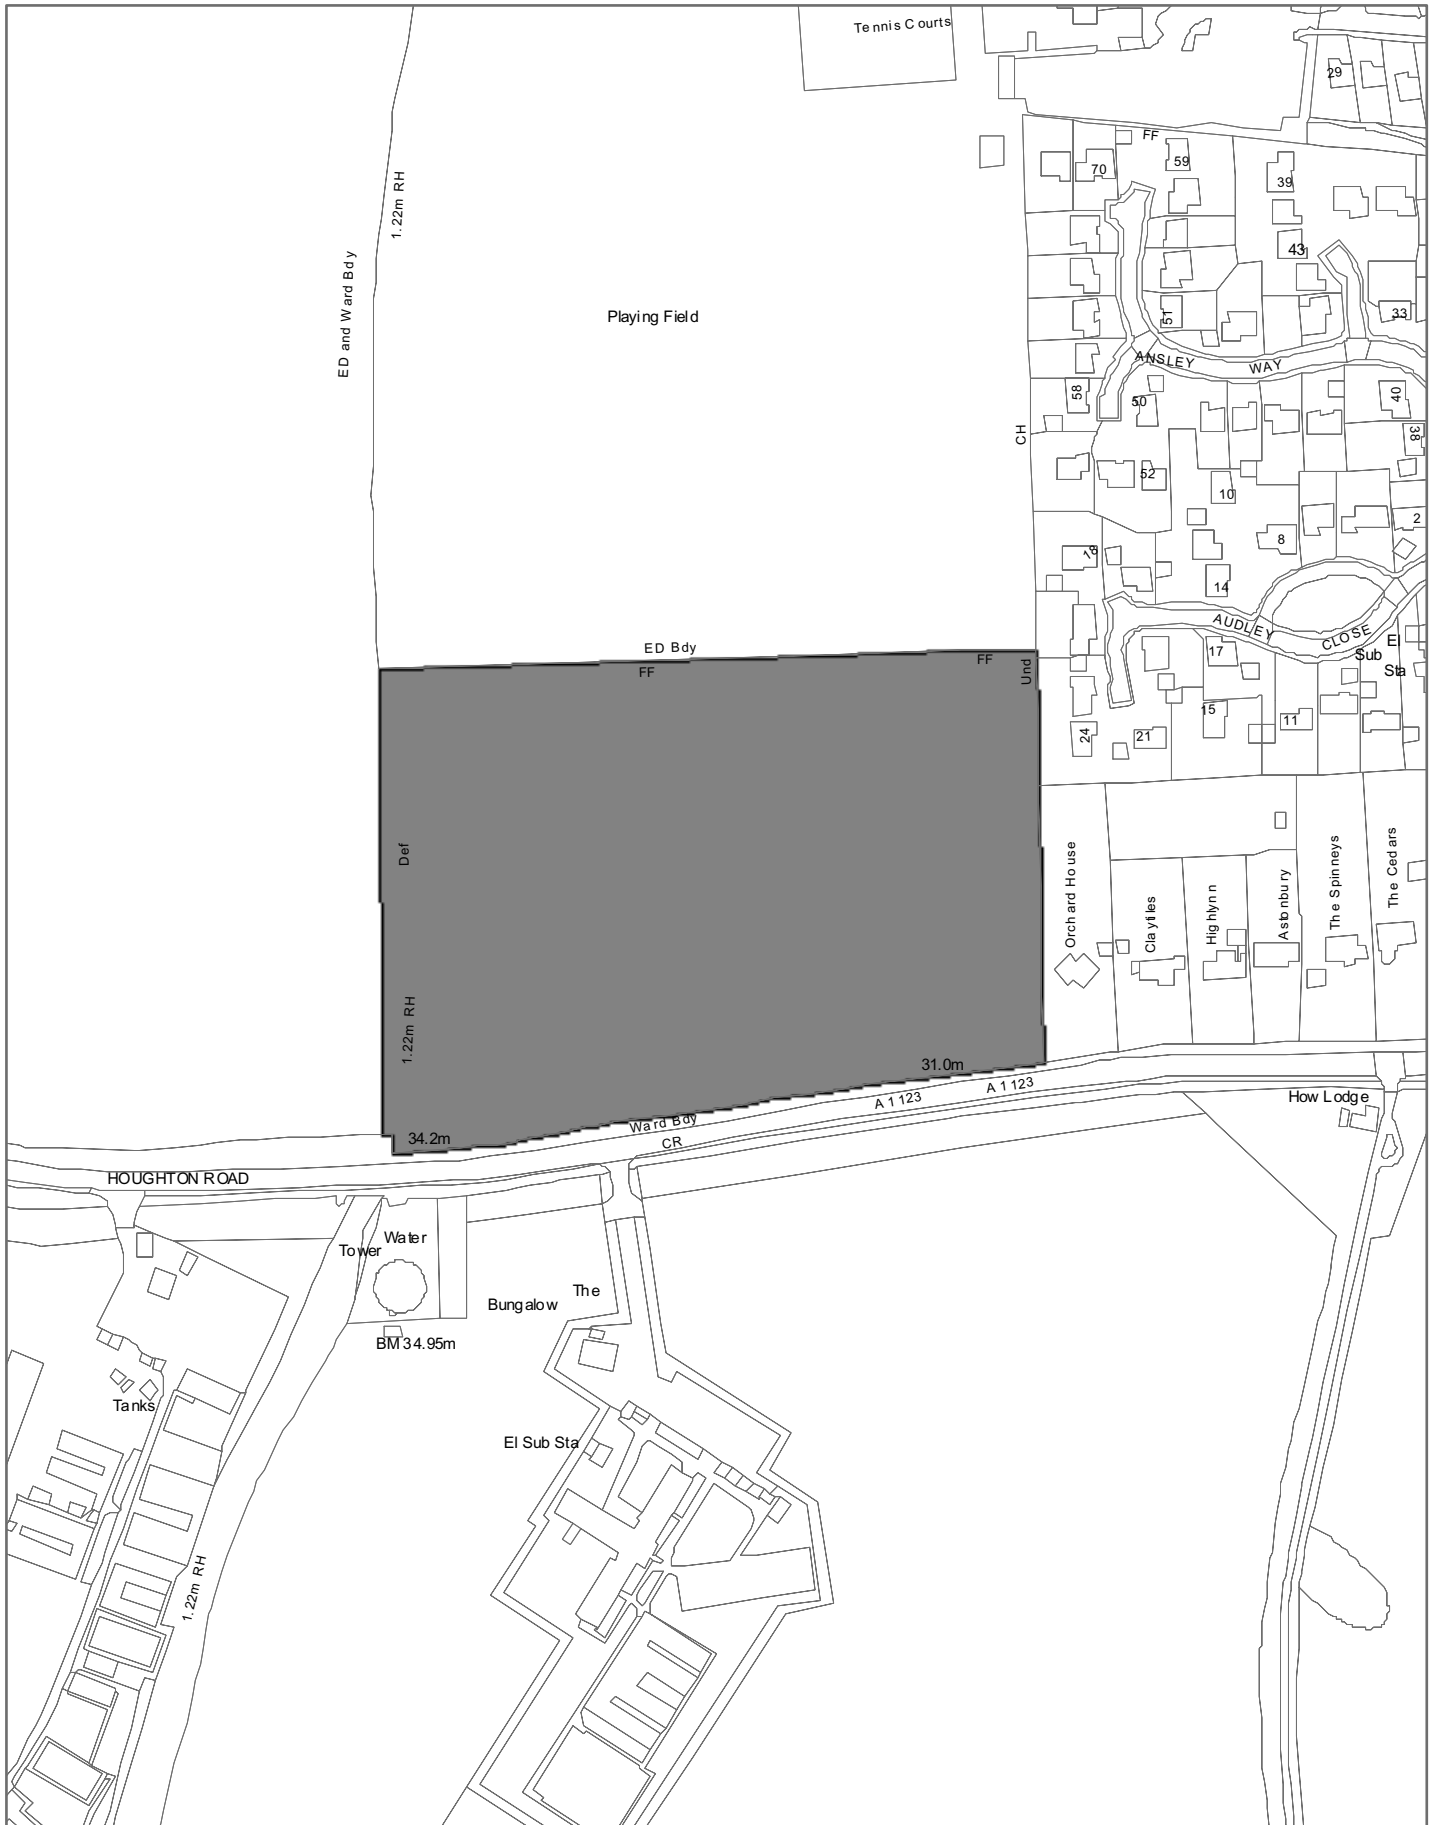 Tennis Courts
29
FF
59
70
39
1.22m RH
43
ED and Ward Bdy
Playing Field
51
33
ANSLEY WAY
58
50
40
CH
38
52
10
2
8
18
14
AUDLEY CLOSE
ED Bdy
El
Sub
Sta
FF
FF
Und
17
15
11
24
21
Def
Orchard House
Claytiles
Highlynn
Astonbury
The Spinneys
The Cedars
1.22m RH
31.0m
A 1123
A 1123
How Lodge
Ward Bdy
CR
34.2m
HOUGHTON ROAD
Water
Tower
The
Bungalow
BM 34.95m
Tanks
El Sub Sta
1.22m RH